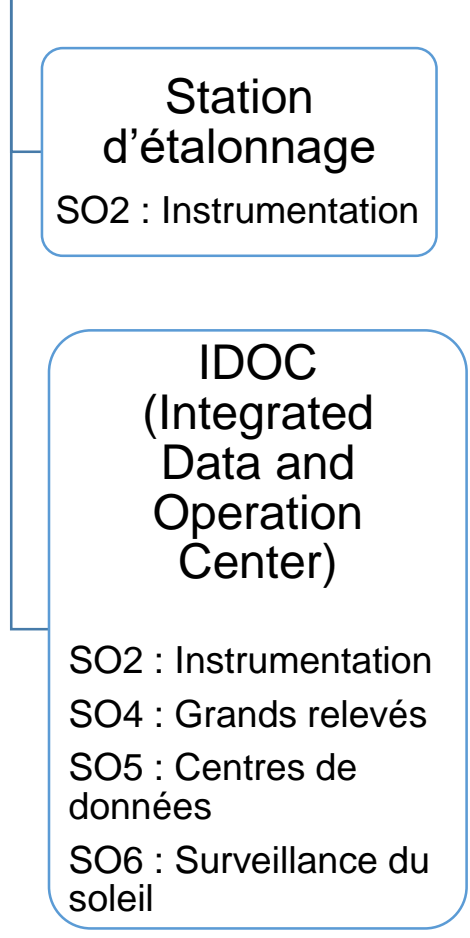 Station
d’étalonnage
SO2 : Instrumentation
IDOC
(Integrated
Data and
Operation
Center)
SO2 : Instrumentation
SO4 : Grands relevés
SO5 : Centres de
données
SO6 : Surveillance du
soleil